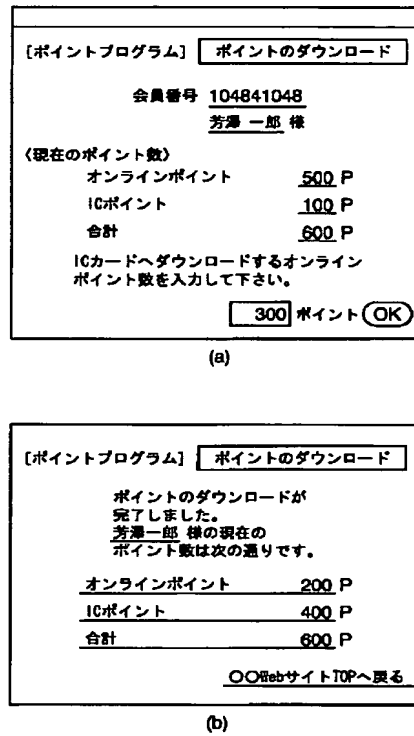 [ポイントプログラム] ポイントのダウンロード
会員番号 104841048
芳澤 一郎 様
〈現在のポイント数〉
オンラインポイント 500 P
ICポイント 100 P
合計 600 P
ICカードへダウンロードするオンライン
ポイント数を入力して下さい。
300 ポイント OK
(a)
[ポイントプログラム] ポイントのダウンロード
ポイントのダウンロードが
完了しました。
芳澤一郎 様の現在の
ポイント数は次の通りです。
オンラインポイント 200 P
ICポイント 400 P
合計 600 P
〇〇WebサイトTOPへ戻る
(b)